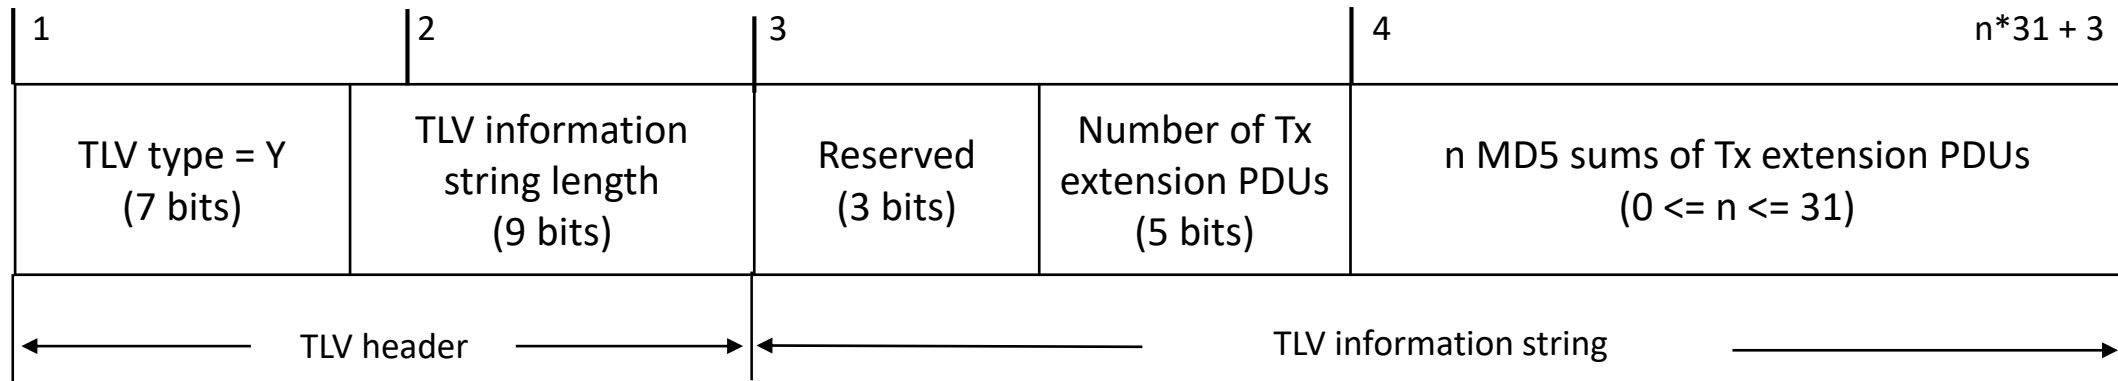 1
2
3
4
n*31 + 3
TLV type = Y
(7 bits)
TLV information
string length
(9 bits)
Reserved
(3 bits)
Number of Tx
extension PDUs
(5 bits)
n MD5 sums of Tx extension PDUs
(0 <= n <= 31)
TLV header
TLV information string